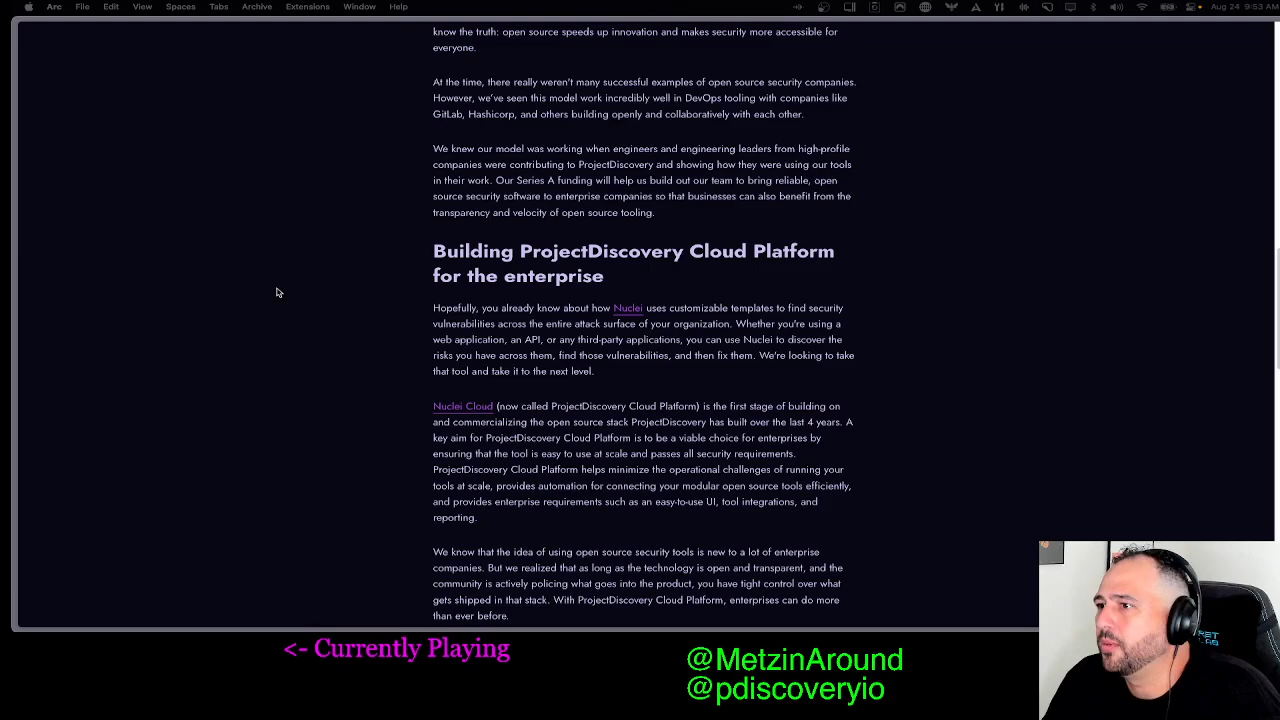 Arc File Edit View Spaces Tabs Archive Extensions Window Help Aug 24 9:53 AM
know the truth: open source speeds up innovation and makes security more accessible for
everyone.
At the time, there really weren't many successful examples of open source security companies.
However, we've seen this model work incredibly well in DevOps tooling with companies like
GitLab, Hashicorp, and others building openly and collaboratively with each other.
We knew our model was working when engineers and engineering leaders from high-profile
companies were contributing to ProjectDiscovery and showing how they were using our tools
in their work. Our Series A funding will help us build out our team to bring reliable, open
source security software to enterprise companies so that businesses can also benefit from the
transparency and velocity of open source tooling.
Building ProjectDiscovery Cloud Platform
for the enterprise
Hopefully, you already know about how Nuclei uses customizable templates to find security
vulnerabilities across the entire attack surface of your organization. Whether you're using a
web application, an API, or any third-party applications, you can use Nuclei to discover the
risks you have across them, find those vulnerabilities, and then fix them. We're looking to take
that tool and take it to the next level.
Nuclei Cloud (now called ProjectDiscovery Cloud Platform) is the first stage of building on
and commercializing the open source stack ProjectDiscovery has built over the last 4 years. A
key aim for ProjectDiscovery Cloud Platform is to be a viable choice for enterprises by
ensuring that the tool is easy to use at scale and passes all security requirements.
ProjectDiscovery Cloud Platform helps minimize the operational challenges of running your
tools at scale, provides automation for connecting your modular open source tools efficiently,
and provides enterprise requirements such as an easy-to-use UI, tool integrations, and
reporting.
We know that the idea of using open source security tools is new to a lot of enterprise
companies. But we realized that as long as the technology is open and transparent, and the
community is actively policing what goes into the product, you have tight control over what
gets shipped in that stack. With ProjectDiscovery Cloud Platform, enterprises can do more
than ever before.
<- Currently Playing
@MetzinAround
@pdiscoveryio